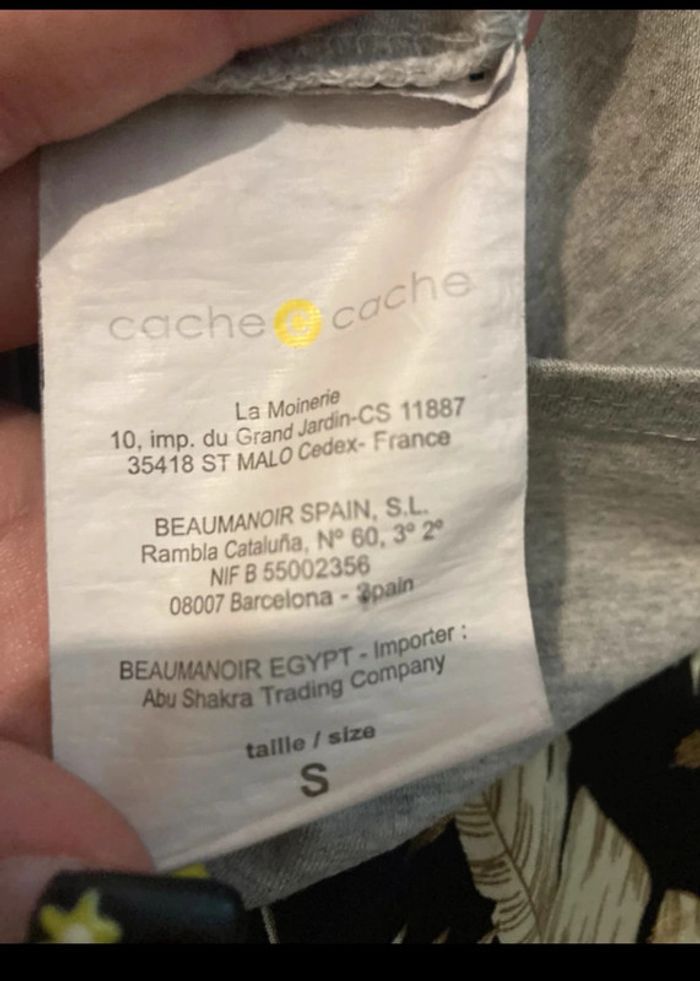 cache c cache
La Moinerie
10, imp. du Grand Jardin-CS 11887
35418 ST MALO Cedex- France
BEAUMANOIR SPAIN, S.L.
Rambla Cataluña, Nº 60, 3º 2º
NIF B 55002356
08007 Barcelona - Spain
BEAUMANOIR EGYPT - Importer :
Abu Shakra Trading Company
taille / size
S